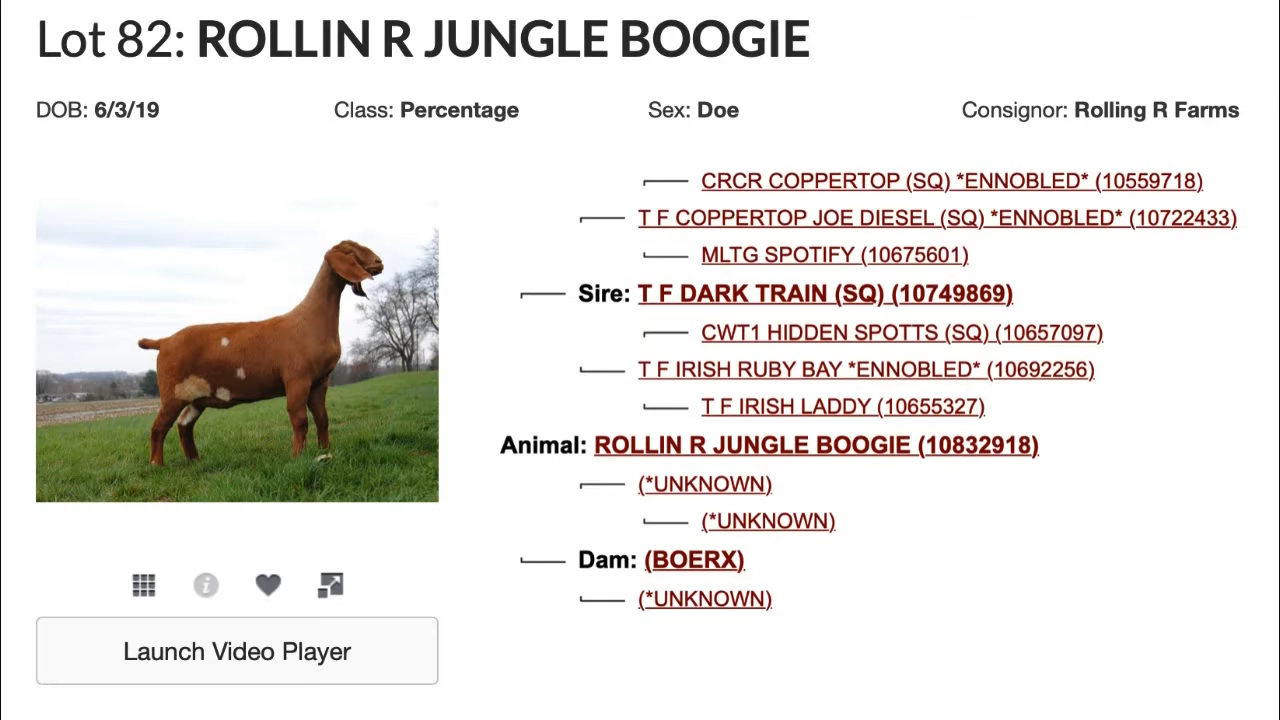 Lot 82: ROLLIN R JUNGLE BOOGIE
DOB: 6/3/19 Class: Percentage Sex: Doe Consignor: Rolling R Farms
CRCR COPPERTOP (SQ) *ENNOBLED* (10559718)
T F COPPERTOP JOE DIESEL (SQ) *ENNOBLED* (10722433)
MLTG SPOTIFY (10675601)
Sire: T F DARK TRAIN (SQ) (10749869)
CWT1 HIDDEN SPOTTS (SQ) (10657097)
T F IRISH RUBY BAY *ENNOBLED* (10692256)
T F IRISH LADDY (10655327)
Animal: ROLLIN R JUNGLE BOOGIE (10832918)
(*UNKNOWN)
(*UNKNOWN)
Dam: (BOERX)
(*UNKNOWN)
Launch Video Player